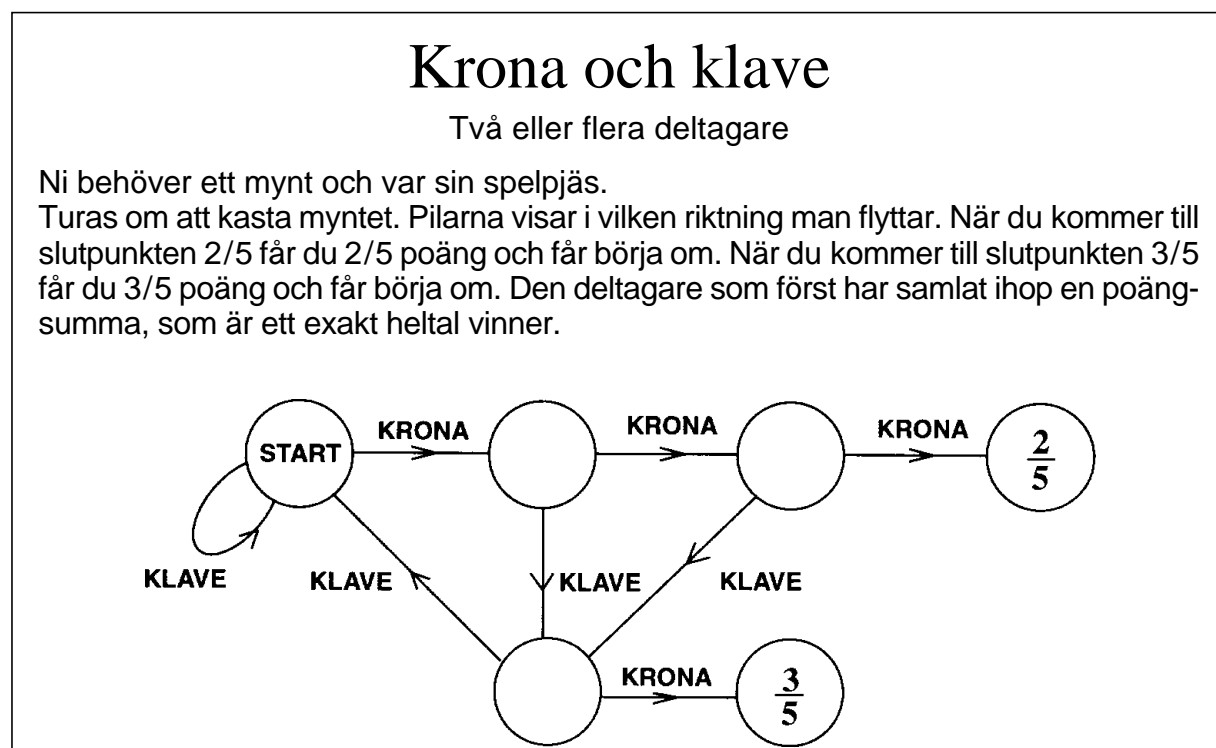 Krona och klave
Två eller flera deltagare
Ni behöver ett mynt och var sin spelpjäs.
Turas om att kasta myntet. Pilarna visar i vilken riktning man flyttar. När du kommer till
slutpunkten 2/5 får du 2/5 poäng och får börja om. När du kommer till slutpunkten 3/5
får du 3/5 poäng och får börja om. Den deltagare som först har samlat ihop en poäng-
summa, som är ett exakt heltal vinner.
START KRONA KRONA KRONA 2/5
KLAVE KLAVE KLAVE KLAVE
KRONA 3/5